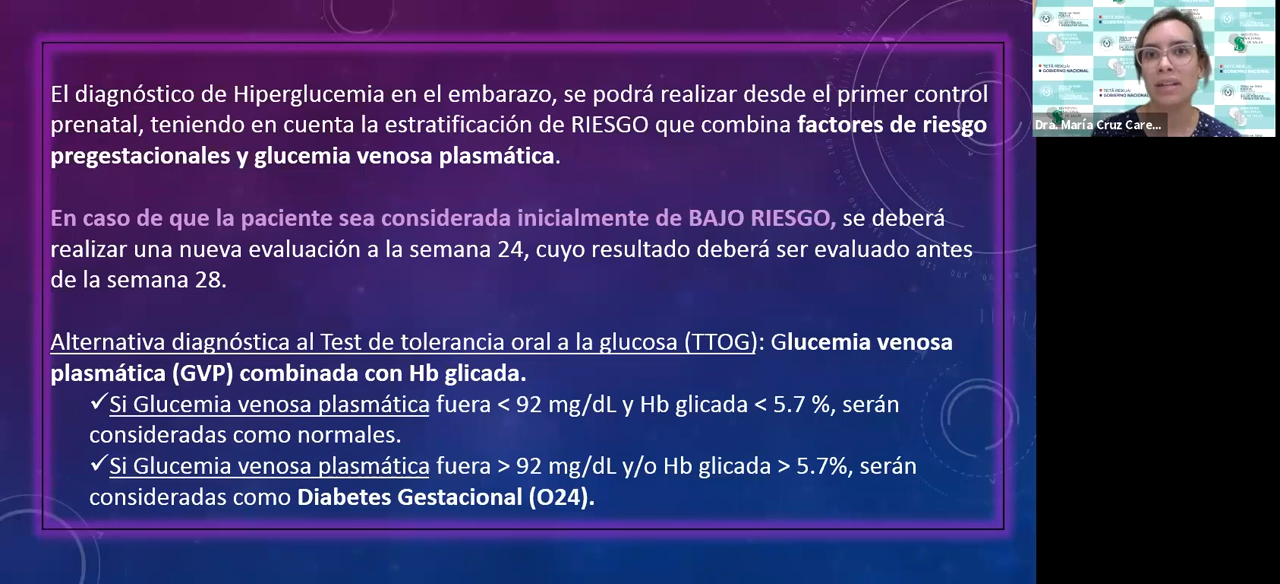 El diagnóstico de Hiperglucemia en el embarazo, se podrá realizar desde el primer control
prenatal, teniendo en cuenta la estratificación de RIESGO que combina factores de riesgo
pregestacionales y glucemia venosa plasmática.
En caso de que la paciente sea considerada inicialmente de BAJO RIESGO, se deberá
realizar una nueva evaluación a la semana 24, cuyo resultado deberá ser evaluado antes
de la semana 28.
Alternativa diagnóstica al Test de tolerancia oral a la glucosa (TTOG): Glucemia venosa
plasmática (GVP) combinada con Hb glicada.
✓Si Glucemia venosa plasmática fuera < 92 mg/dL y Hb glicada < 5.7 %, serán
consideradas como normales.
✓Si Glucemia venosa plasmática fuera > 92 mg/dL y/o Hb glicada > 5.7%, serán
consideradas como Diabetes Gestacional (O24).
Dra. María Cruz Care...
GOBIERNO NACIONAL